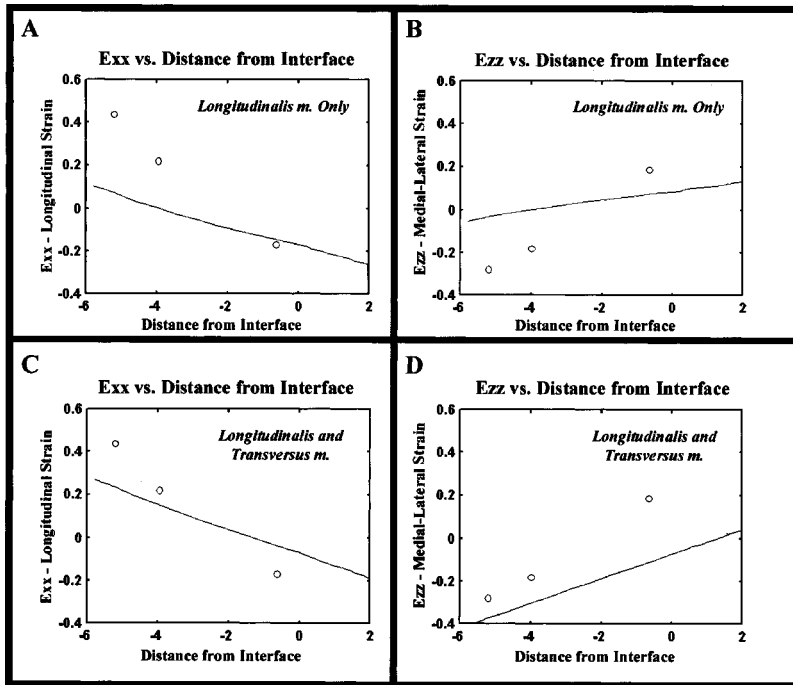 A
Exx vs. Distance from Interface
Exx - Longitudinal Strain
0.6
0.4
0.2
0
-0.2
-0.4
Longitudinalis m. Only
-6
-4
-2
0
2
Distance from Interface
B
Ezz vs. Distance from Interface
Ezz - Medial-Lateral Strain
0.6
0.4
0.2
0
-0.2
-0.4
Longitudinalis m. Only
-6
-4
-2
0
2
Distance from Interface
C
Exx vs. Distance from Interface
Exx - Longitudinal Strain
0.6
0.4
0.2
0
-0.2
-0.4
Longitudinalis and
Transversus m.
-6
-4
-2
0
2
Distance from Interface
D
Ezz vs. Distance from Interface
Ezz - Medial-Lateral Strain
0.6
0.4
0.2
0
-0.2
-0.4
Longitudinalis and
Transversus m.
-6
-4
-2
0
2
Distance from Interface